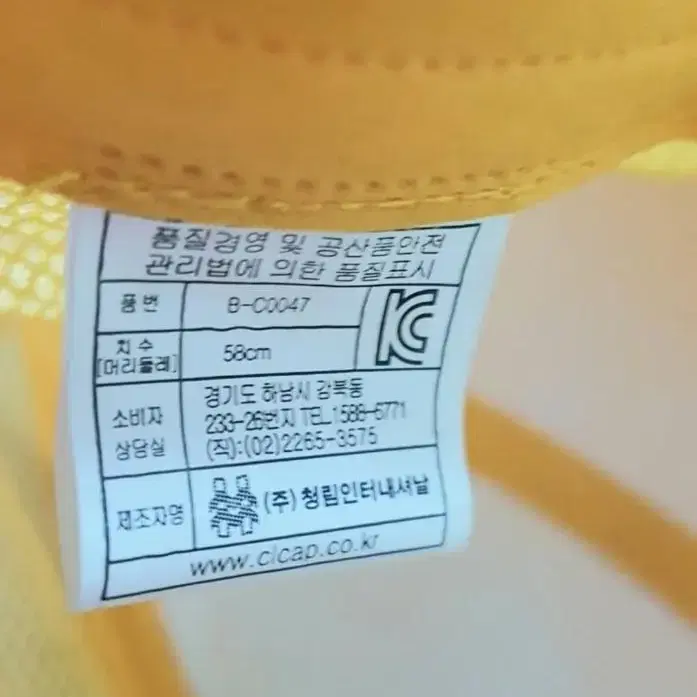 품질경영 및 공산품안전
관리법에 의한 품질표시
품 번 B-C0047
치 수
[머리둘레] 58cm
KC
소비자
상담실
경기도 하남시 감북동
233-26번지 TEL.1588-6771
(직):(02)2265-3575
제조자명 (주)청림인터내셔날
www.clcap.co.kr